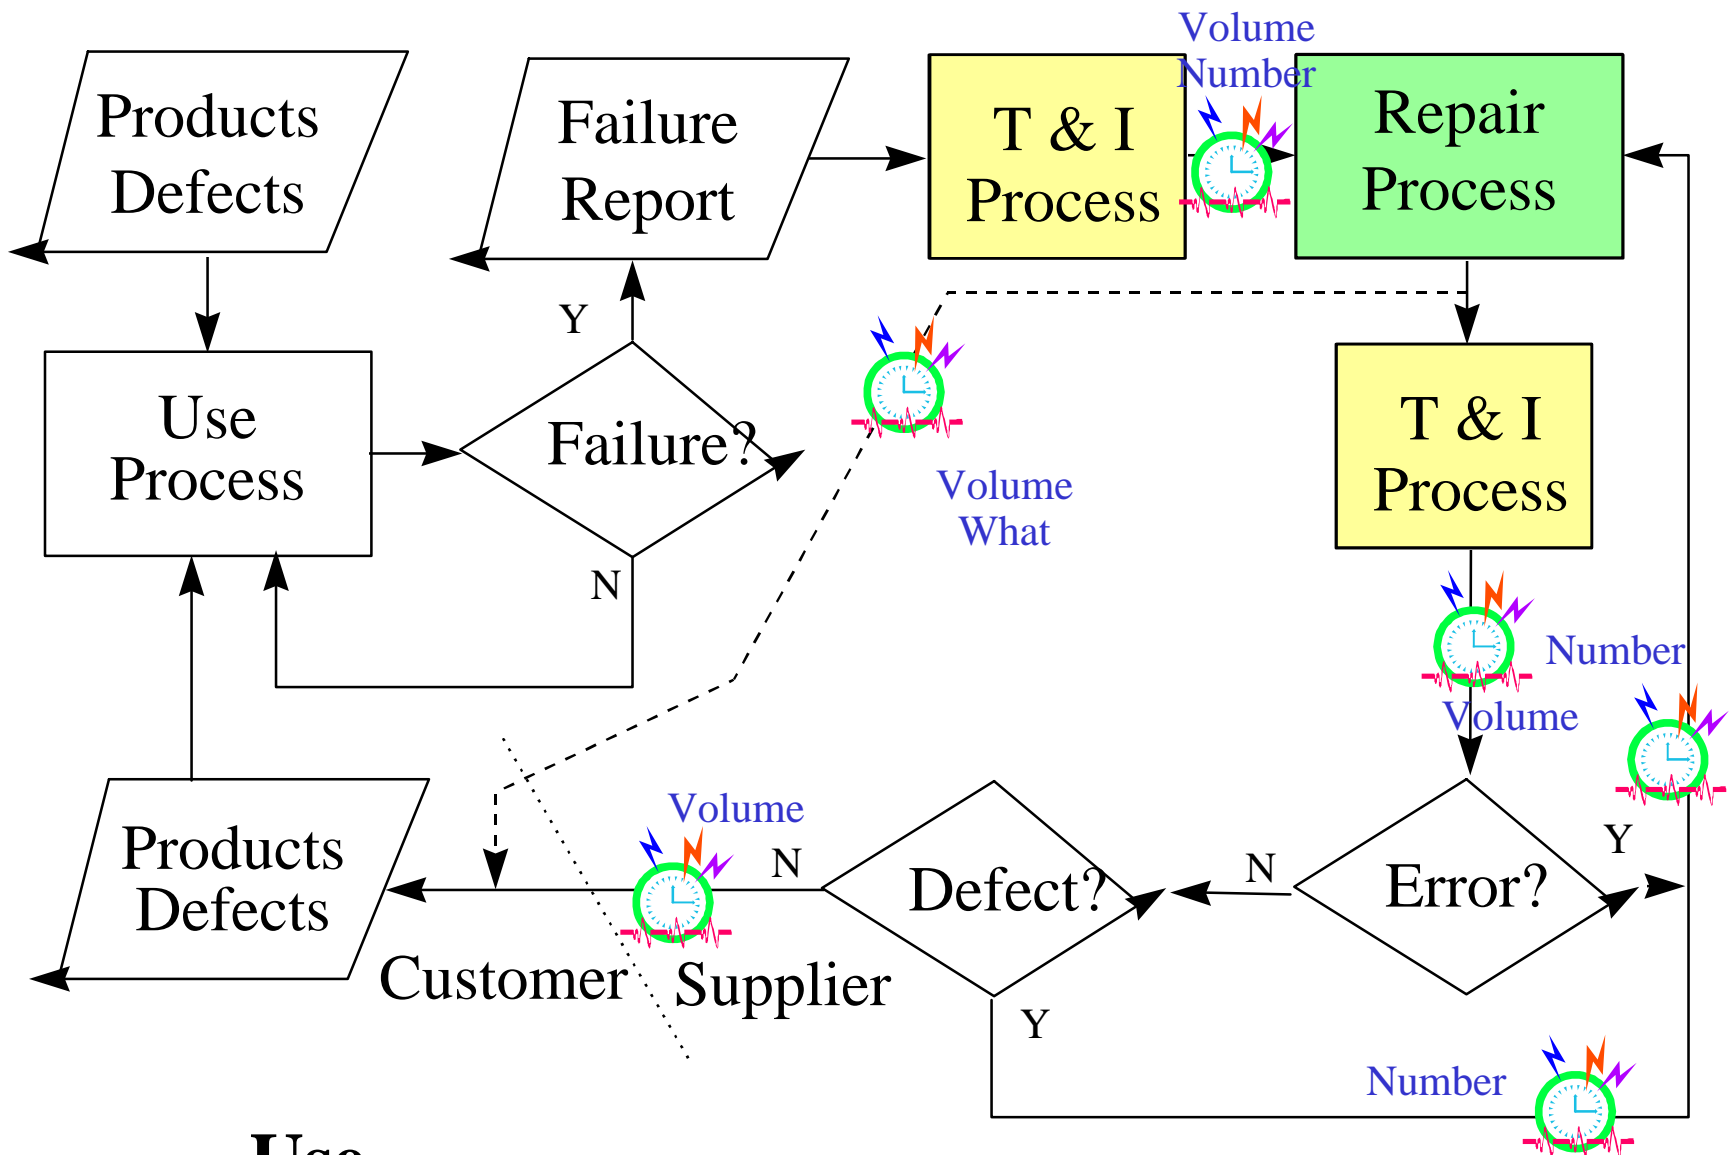 Products
Defects
Failure
Report
T & I
Process
Volume
Number
Repair
Process
Y
Use
Process
Failure?
N
Volume
What
T & I
Process
Number
Volume
Products
Defects
Volume
N
Defect?
N
Error?
Y
Customer
Supplier
Y
Number
Use